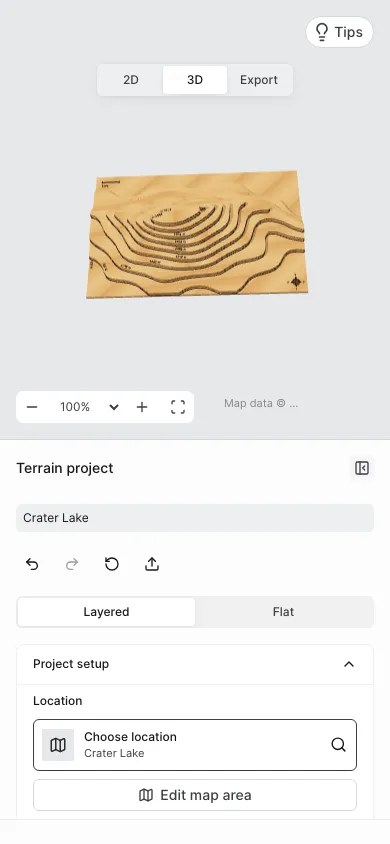 Tips
2D
3D
Export
100%
Map data © ...
Terrain project
Crater Lake
Layered
Flat
Project setup
Location
Choose location
Crater Lake
Edit map area